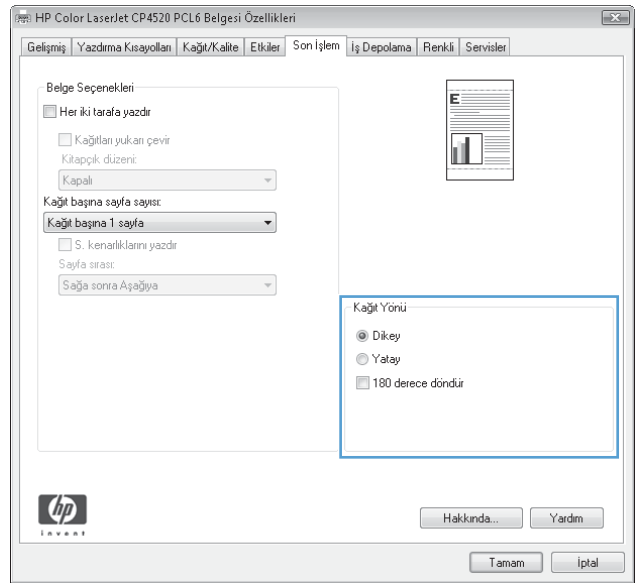 HP Color LaserJet CP4520 PCL6 Belgesi Özellikleri
Gelişmiş
Yazdırma Kısayolları
Kağıt/Kalite
Etkiler
Son İşlem
İş Depolama
Renkli
Servisler
Belge Seçenekleri
Her iki tarafa yazdır
Kağıtları yukarı çevir
Kitapçık düzeni:
Kapalı
Kağıt başına sayfa sayısı:
Kağıt başına 1 sayfa
S. kenarlıklarını yazdır
Sayfa sırası:
Sağa sonra Aşağıya
E
Kağıt Yönü
Dikey
Yatay
180 derece döndür
hp
invent
Hakkında...
Yardım
Tamam
İptal